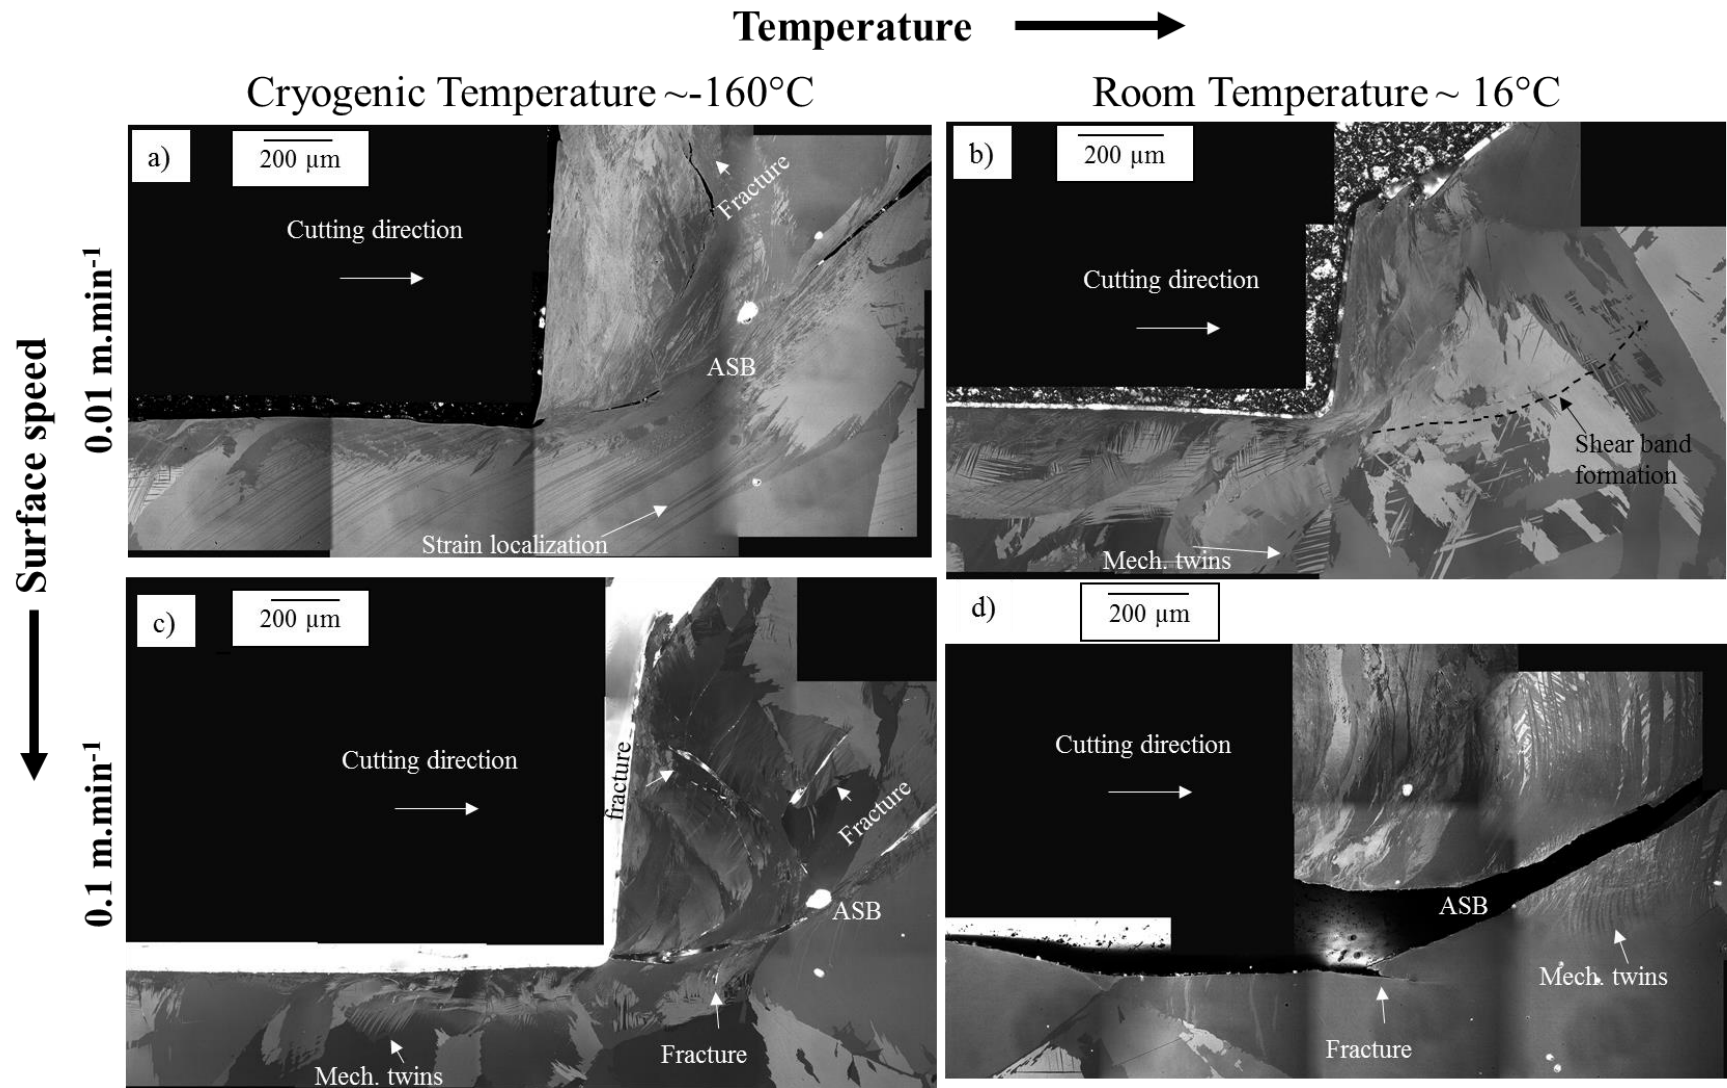 Temperature
Cryogenic Temperature ~-160°C
Room Temperature ~ 16°C
Surface speed
0.01 m.min-1
0.1 m.min-1
a)
200 µm
Cutting direction
Fracture
ASB
Strain localization
b)
200 µm
Cutting direction
Shear band
formation
Mech. twins
c)
200 µm
Cutting direction
fracture
Fracture
ASB
Fracture
Mech. twins
d)
200 µm
Cutting direction
ASB
Mech. twins
Fracture